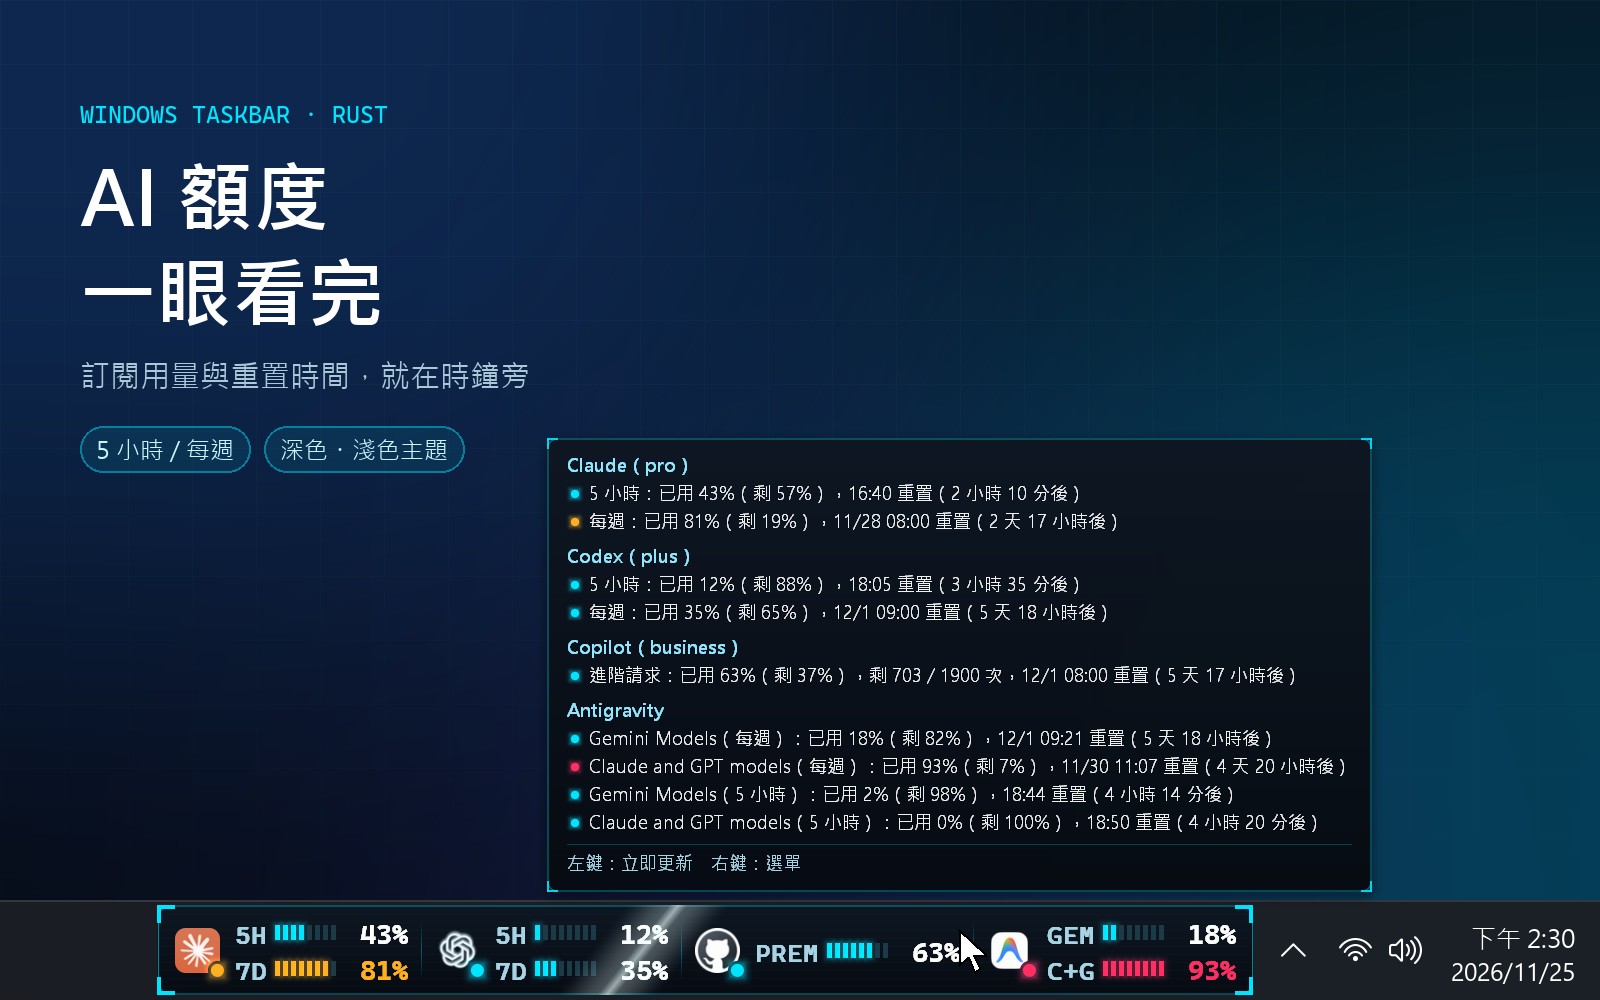 WINDOWS TASKBAR · RUST
AI 額度
一眼看完
訂閱用量與重置時間，就在時鐘旁
5 小時 / 每週
深色 · 淺色主題
Claude（pro）
5 小時：已用 43%（剩 57%），16:40 重置（2 小時 10 分後）
每週：已用 81%（剩 19%），11/28 08:00 重置（2 天 17 小時後）
Codex（plus）
5 小時：已用 12%（剩 88%），18:05 重置（3 小時 35 分後）
每週：已用 35%（剩 65%），12/1 09:00 重置（5 天 18 小時後）
Copilot（business）
進階請求：已用 63%（剩 37%），剩 703 / 1900 次，12/1 08:00 重置（5 天 17 小時後）
Antigravity
Gemini Models（每週）：已用 18%（剩 82%），12/1 09:21 重置（5 天 18 小時後）
Claude and GPT models（每週）：已用 93%（剩 7%），11/30 11:07 重置（4 天 20 小時後）
Gemini Models（5 小時）：已用 2%（剩 98%），18:44 重置（4 小時 14 分後）
Claude and GPT models（5 小時）：已用 0%（剩 100%），18:50 重置（4 小時 20 分後）
左鍵：立即更新　右鍵：選單
5H 43%
7D 81%
5H 12%
7D 35%
PREM 63%
GEM 18%
C+G 93%
下午 2:30
2026/11/25